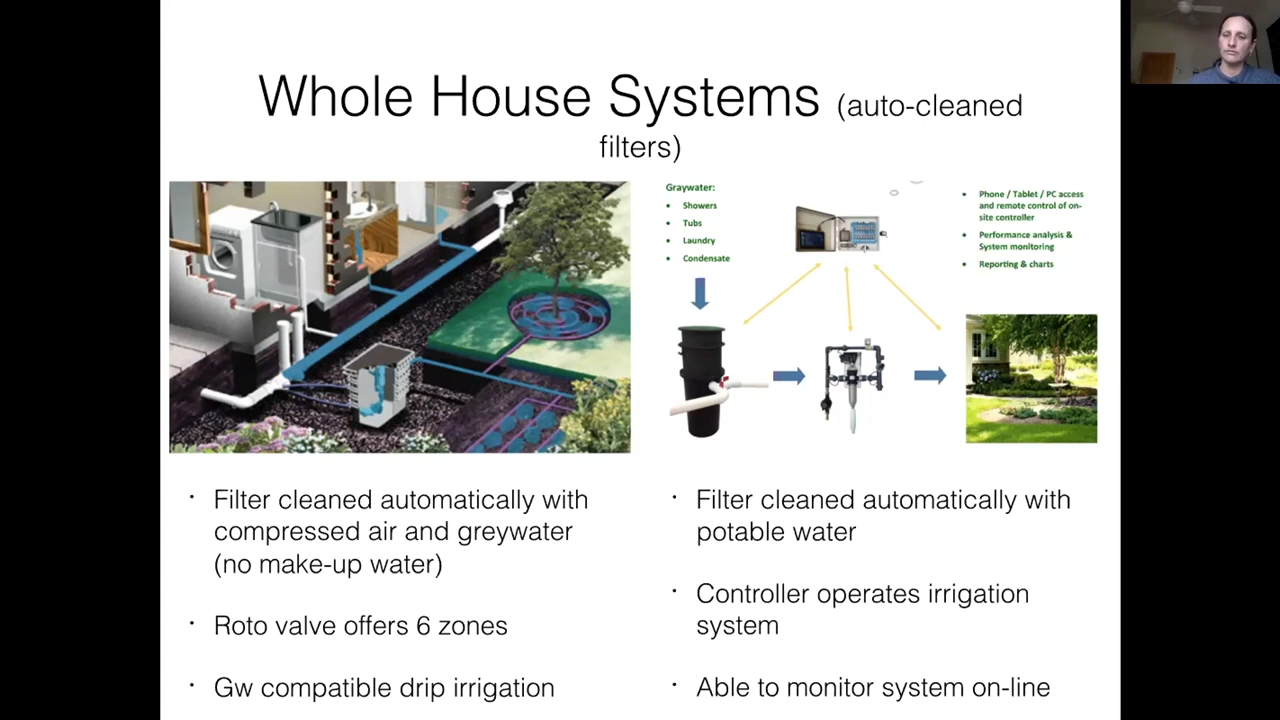 Whole House Systems (auto-cleaned
filters)
Graywater:
• Showers
• Tubs
• Laundry
• Condensate
• Phone / Tablet / PC access
and remote control of on-
site controller
• Performance analysis &
System monitoring
• Reporting & charts
· Filter cleaned automatically with
compressed air and greywater
(no make-up water)
· Roto valve offers 6 zones
· Gw compatible drip irrigation
· Filter cleaned automatically with
potable water
· Controller operates irrigation
system
· Able to monitor system on-line